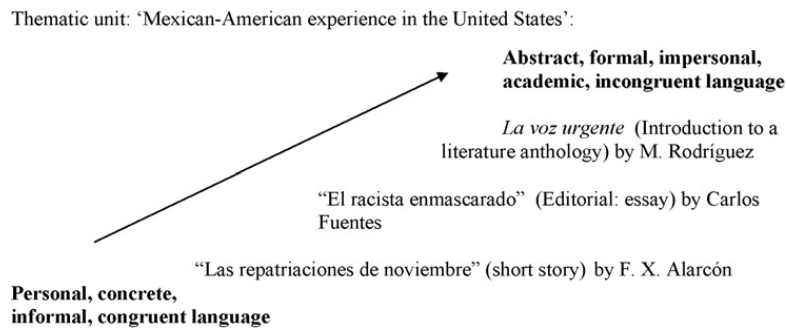 Thematic unit: ‘Mexican-American experience in the United States’:
Abstract, formal, impersonal,
academic, incongruent language
La voz urgente (Introduction to a
literature anthology) by M. Rodríguez
“El racista enmascarado” (Editorial: essay) by Carlos
Fuentes
“Las repatriaciones de noviembre” (short story) by F. X. Alarcón
Personal, concrete,
informal, congruent language